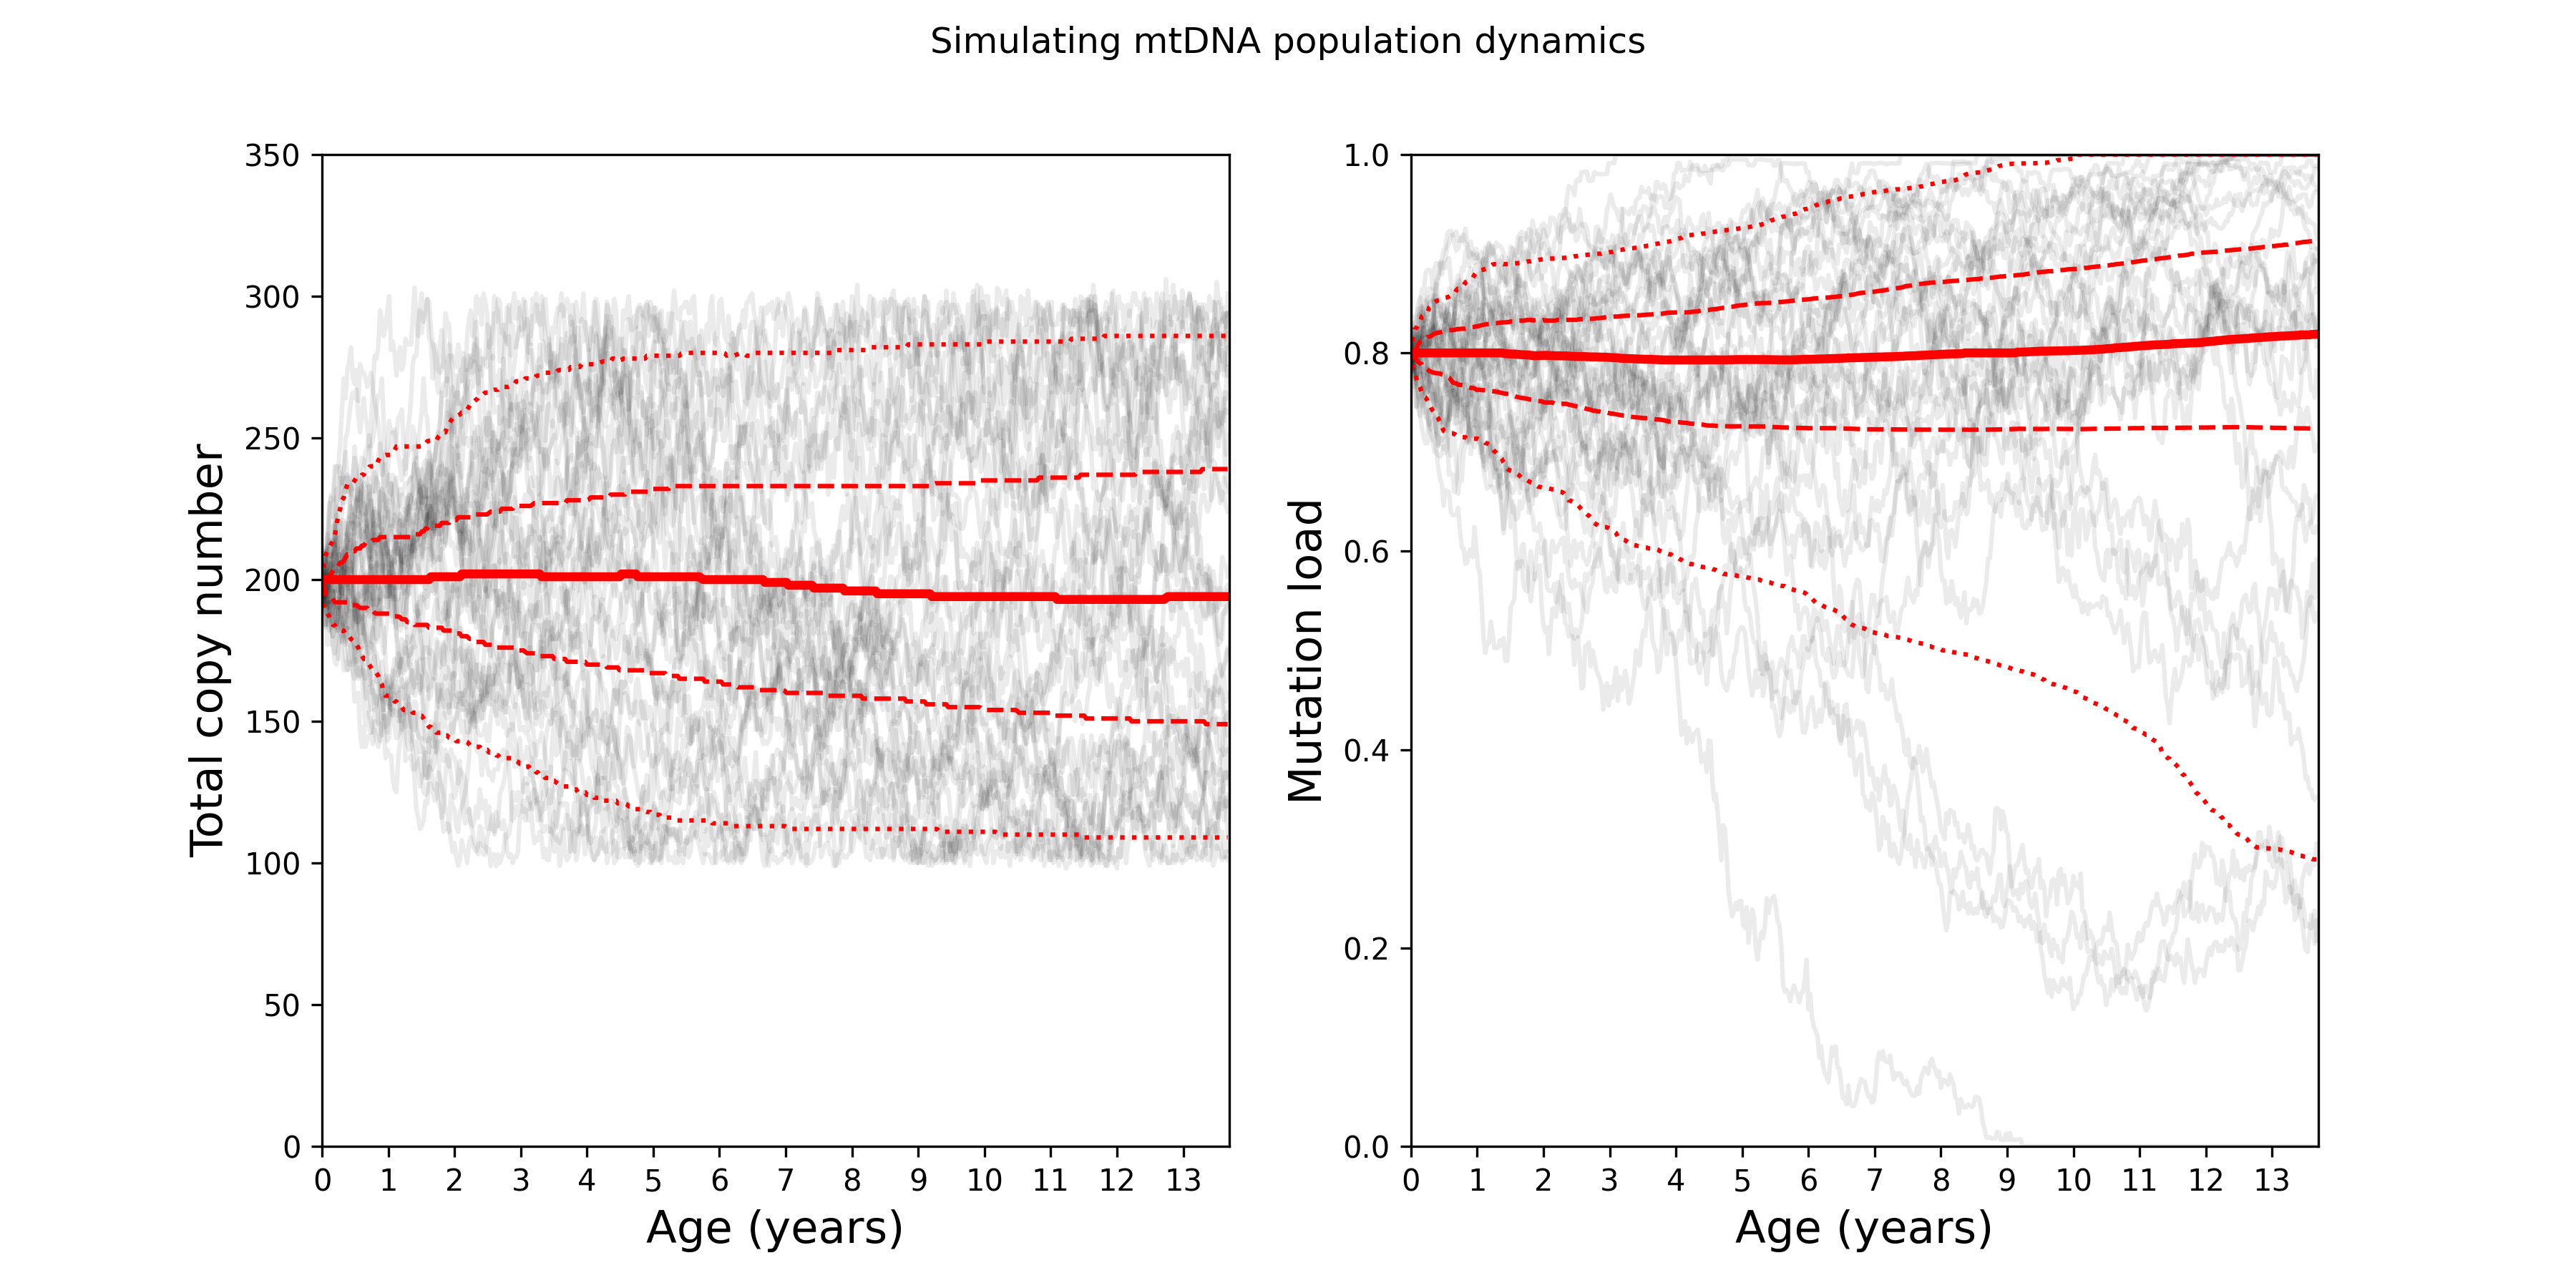 Simulating mtDNA population dynamics
Total copy number
350
300
250
200
150
100
50
0
0 1 2 3 4 5 6 7 8 9 10 11 12 13
Age (years)
Mutation load
1.0
0.8
0.6
0.4
0.2
0.0
0 1 2 3 4 5 6 7 8 9 10 11 12 13
Age (years)